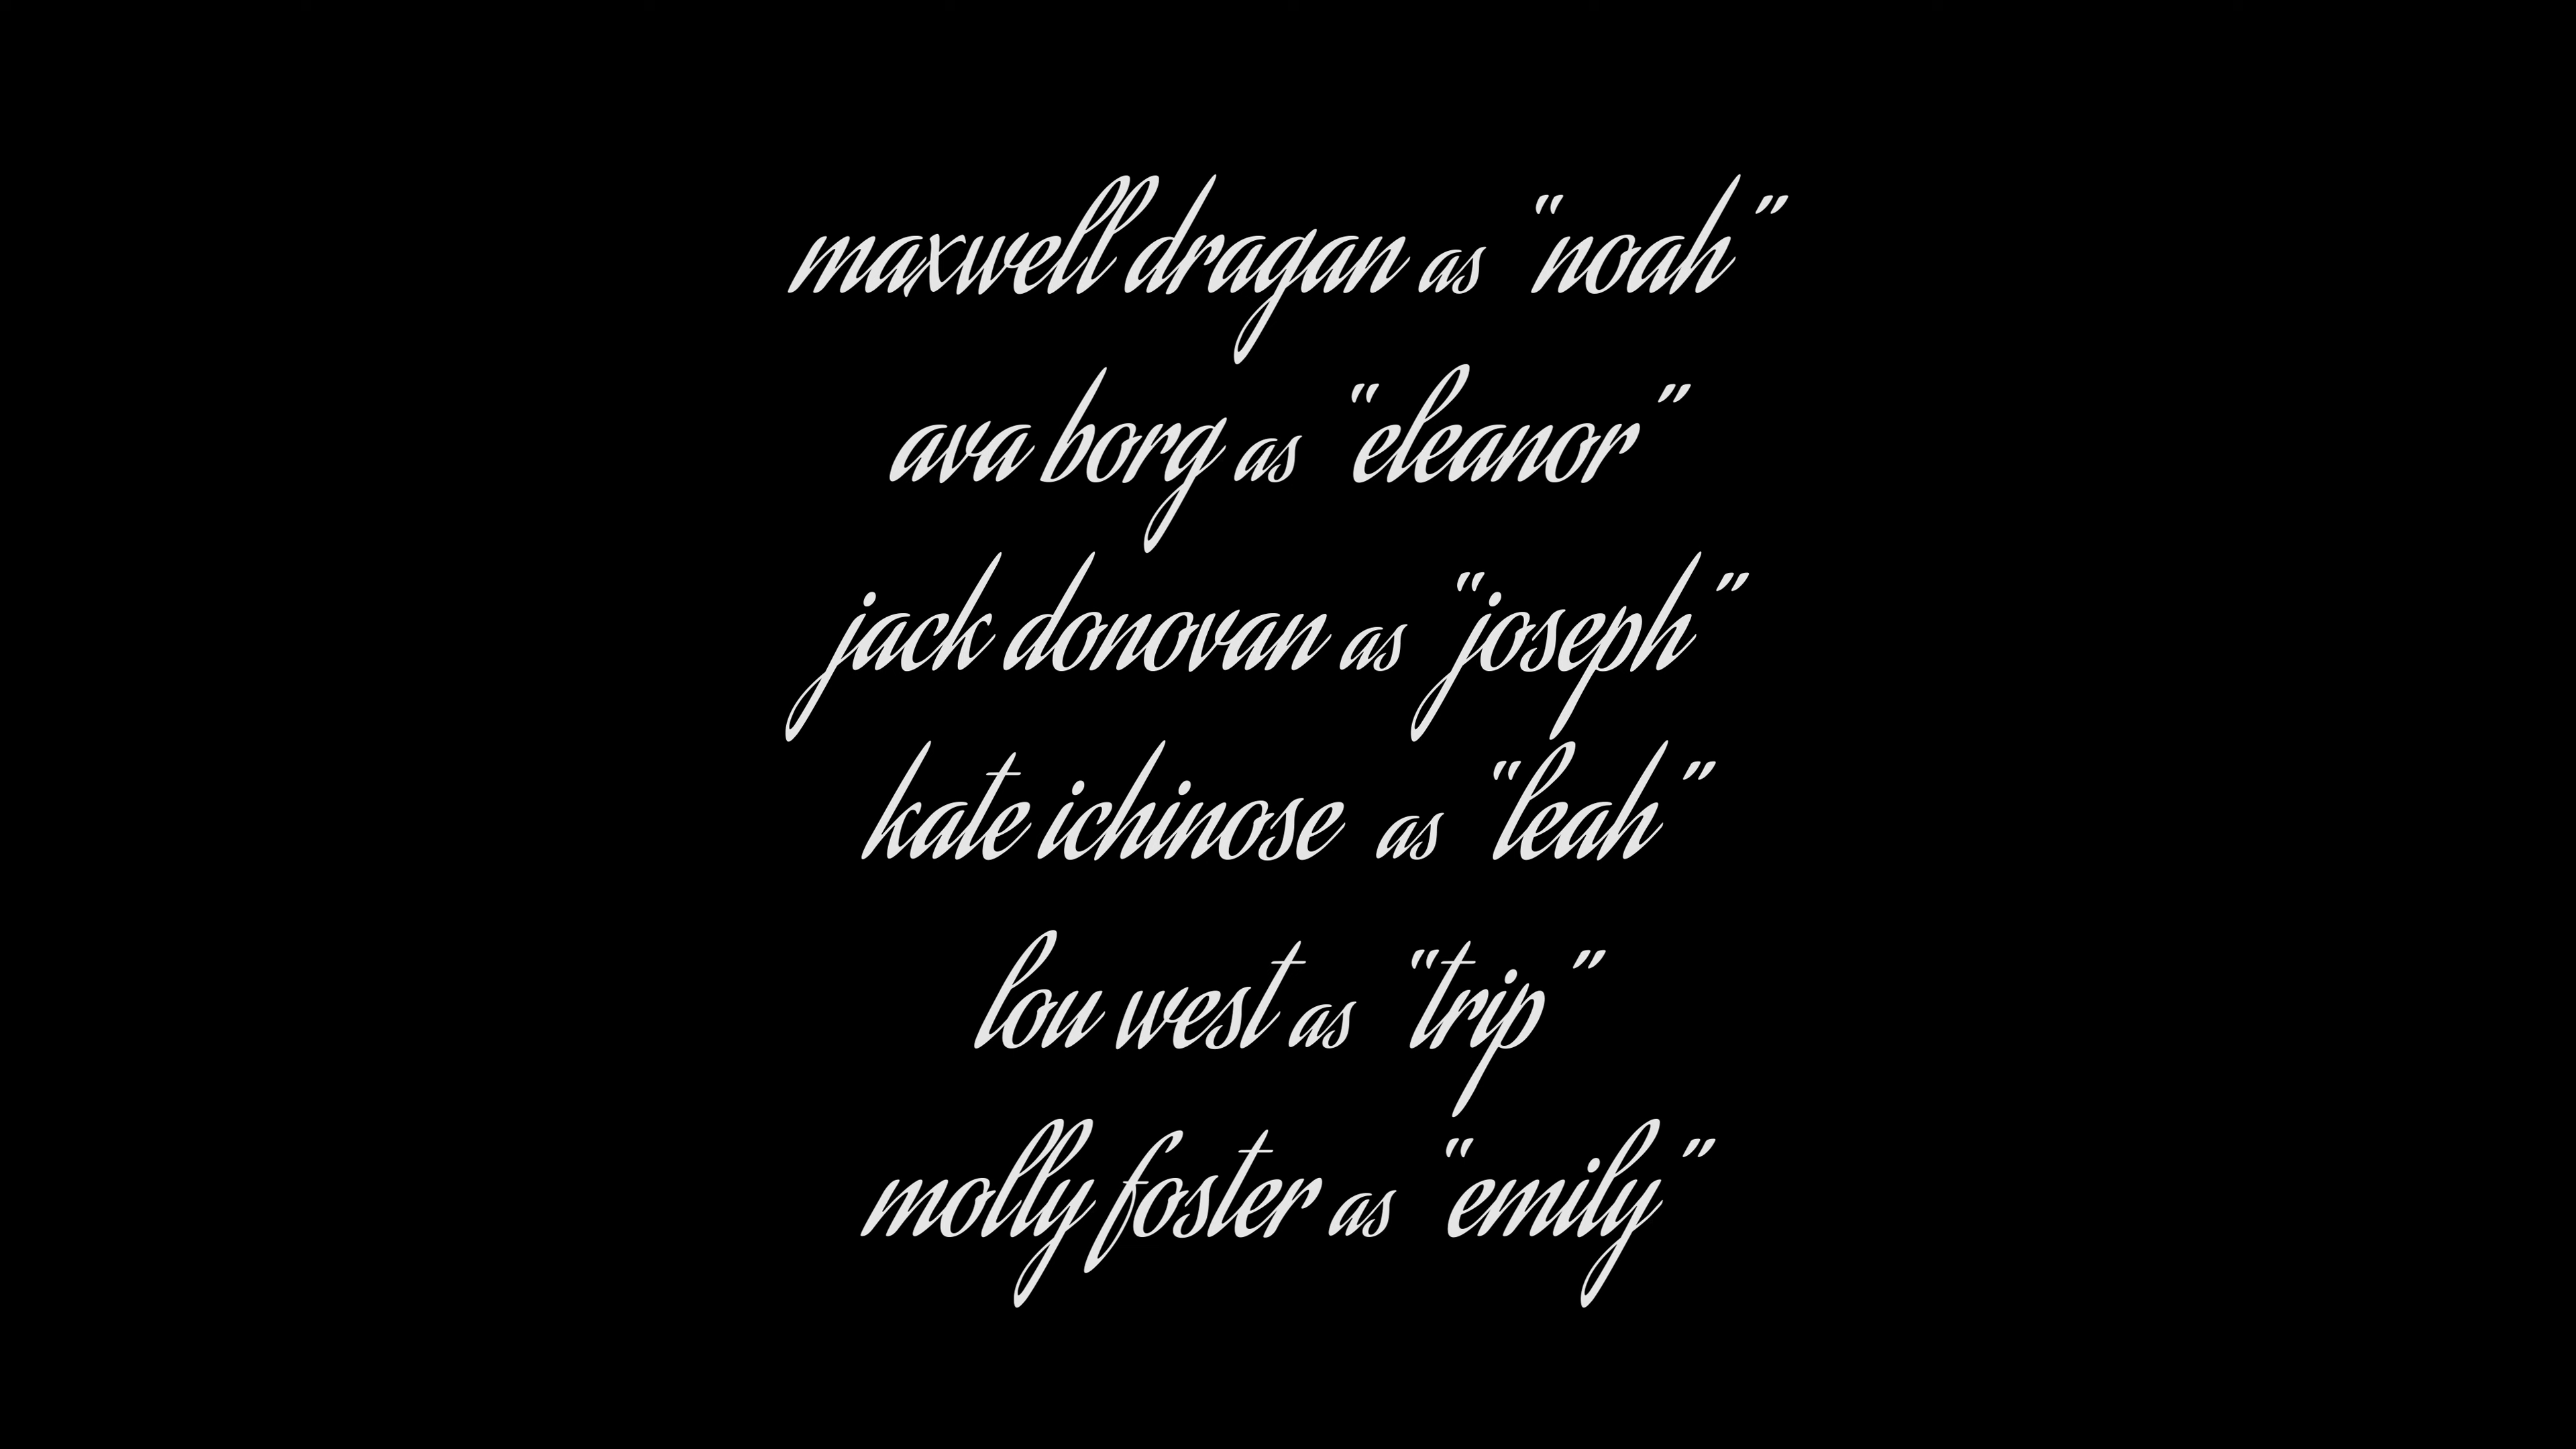 maxwell dragan as “noah”
ava borg as “eleanor”
jack donovan as “joseph”
kate ichinose as “leah”
lou west as “trip”
molly foster as “emily”